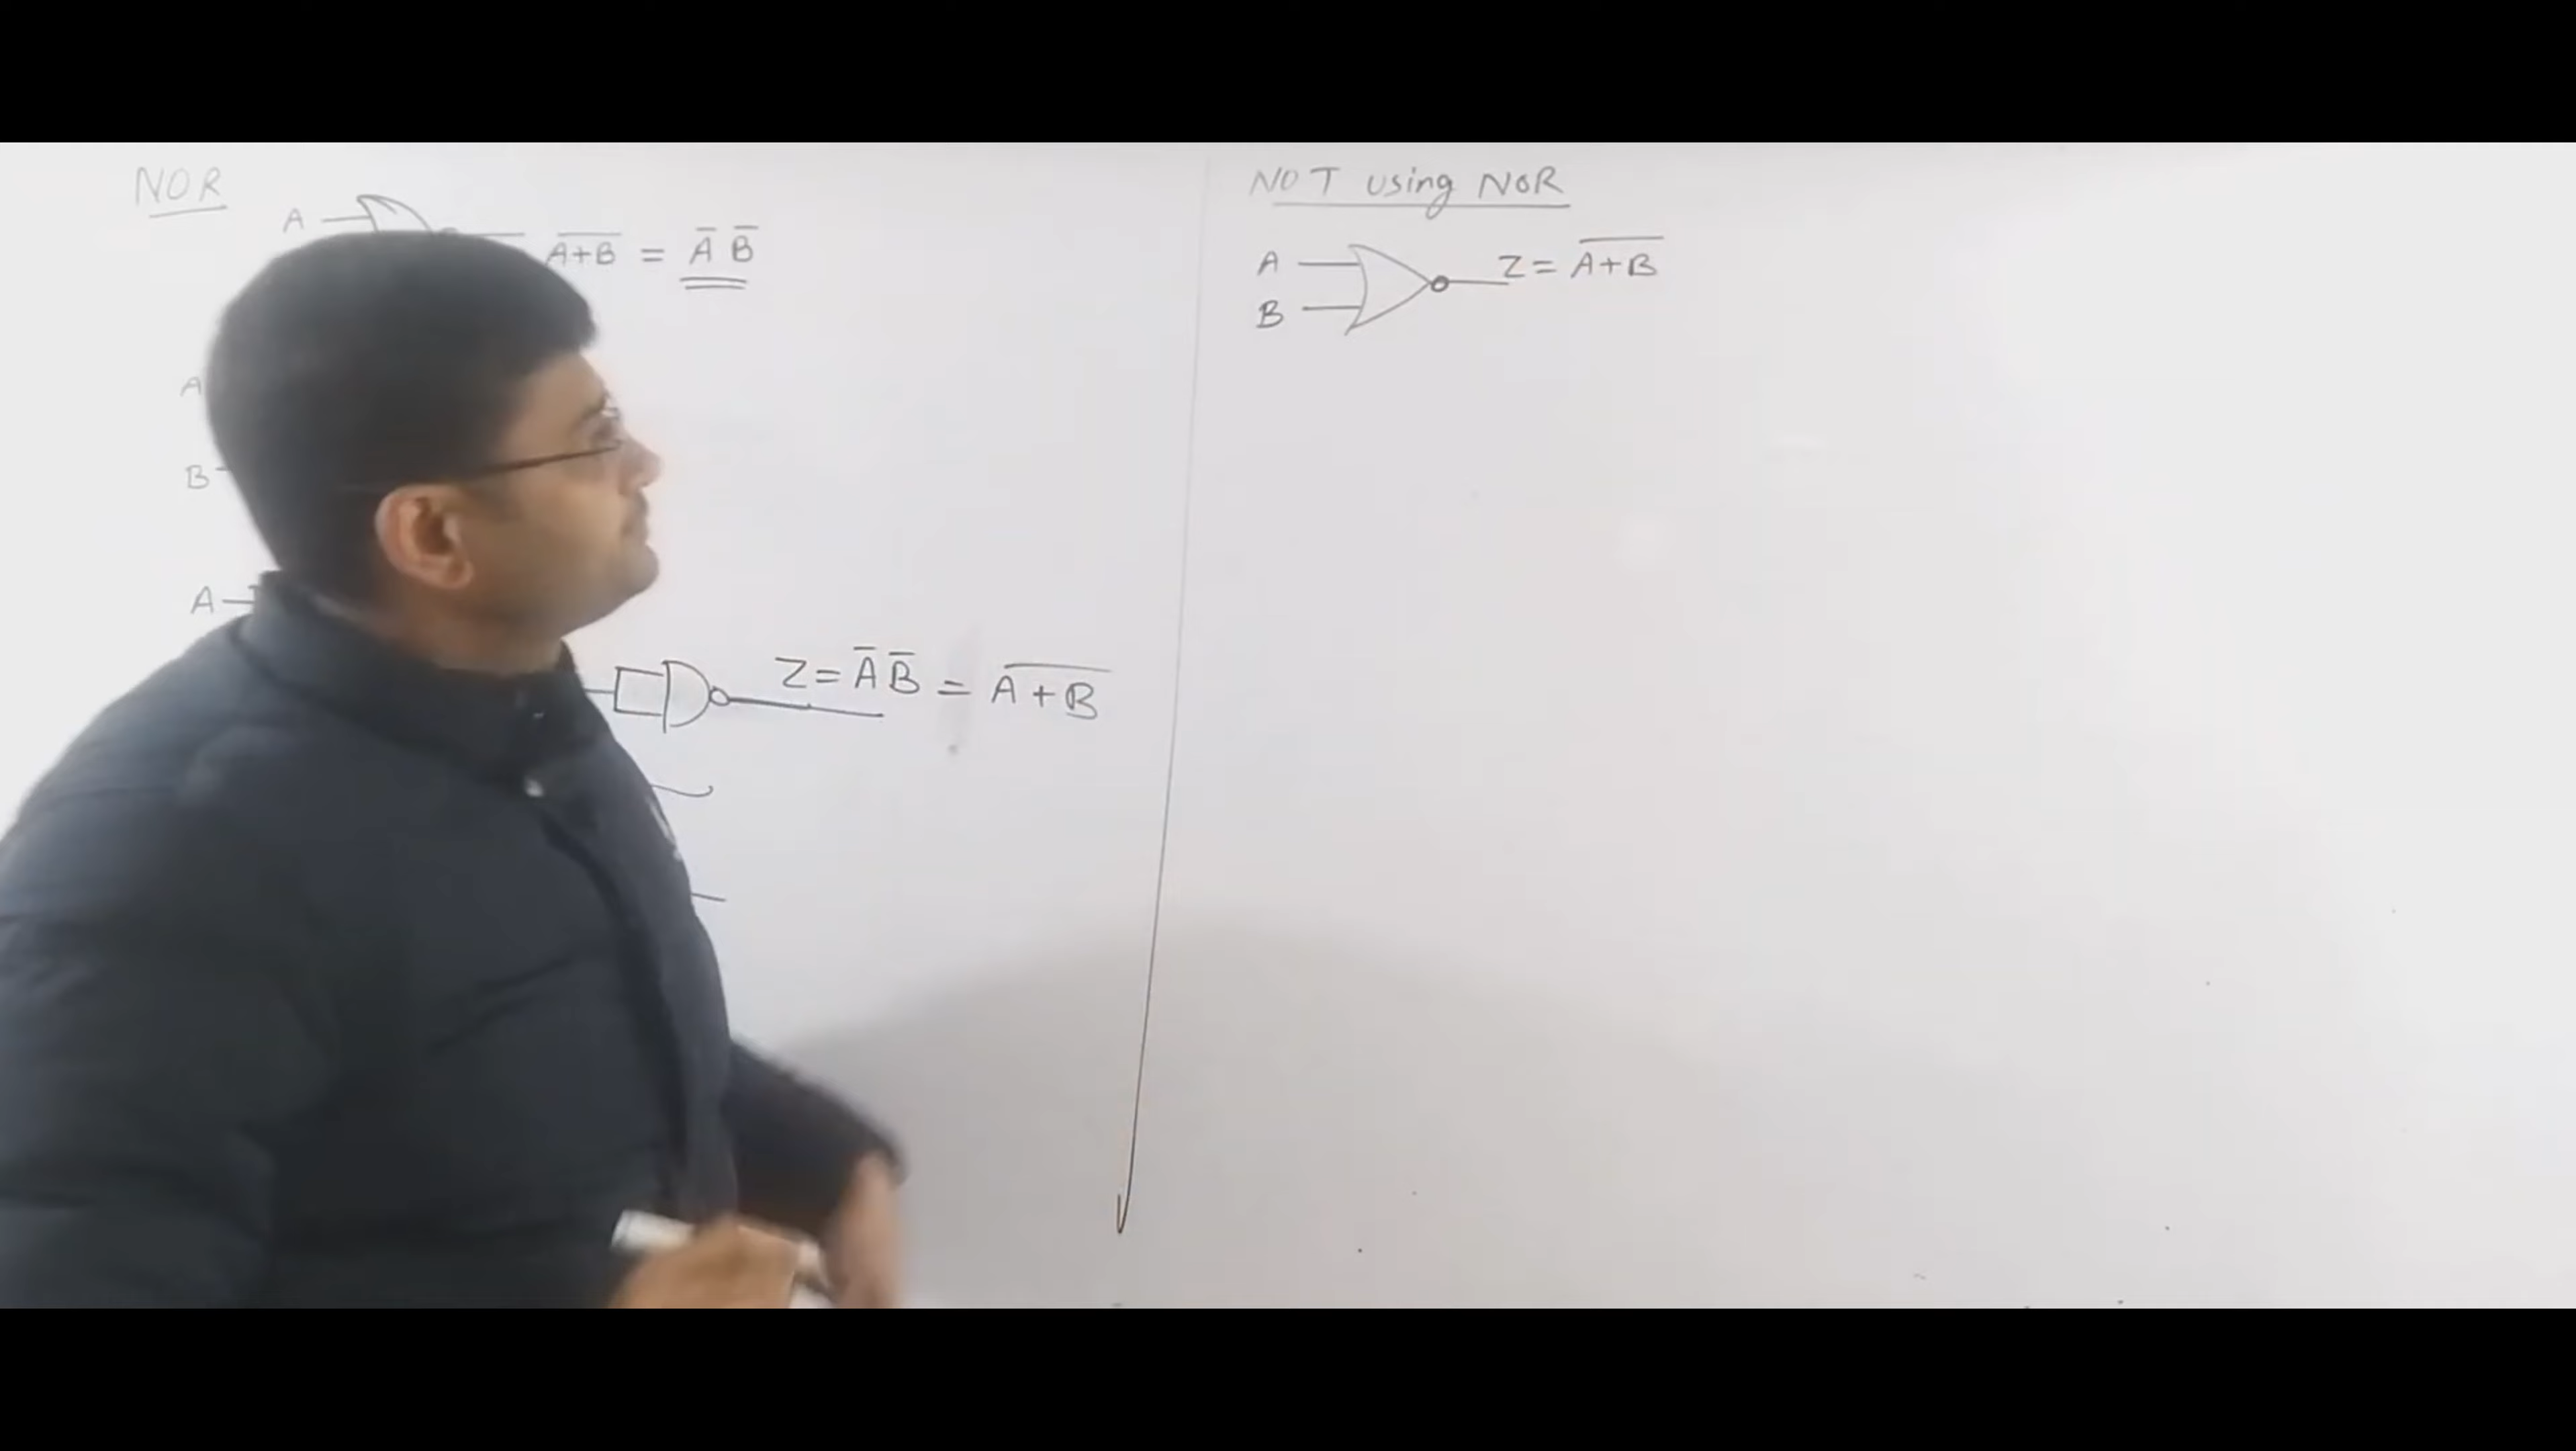 NOR
A
A̅+̅B̅ = A̅ B̅
A
B
A
Z = A̅ B̅ = A̅+̅B̅
NOT using NOR
A
B
Z = A̅+̅B̅